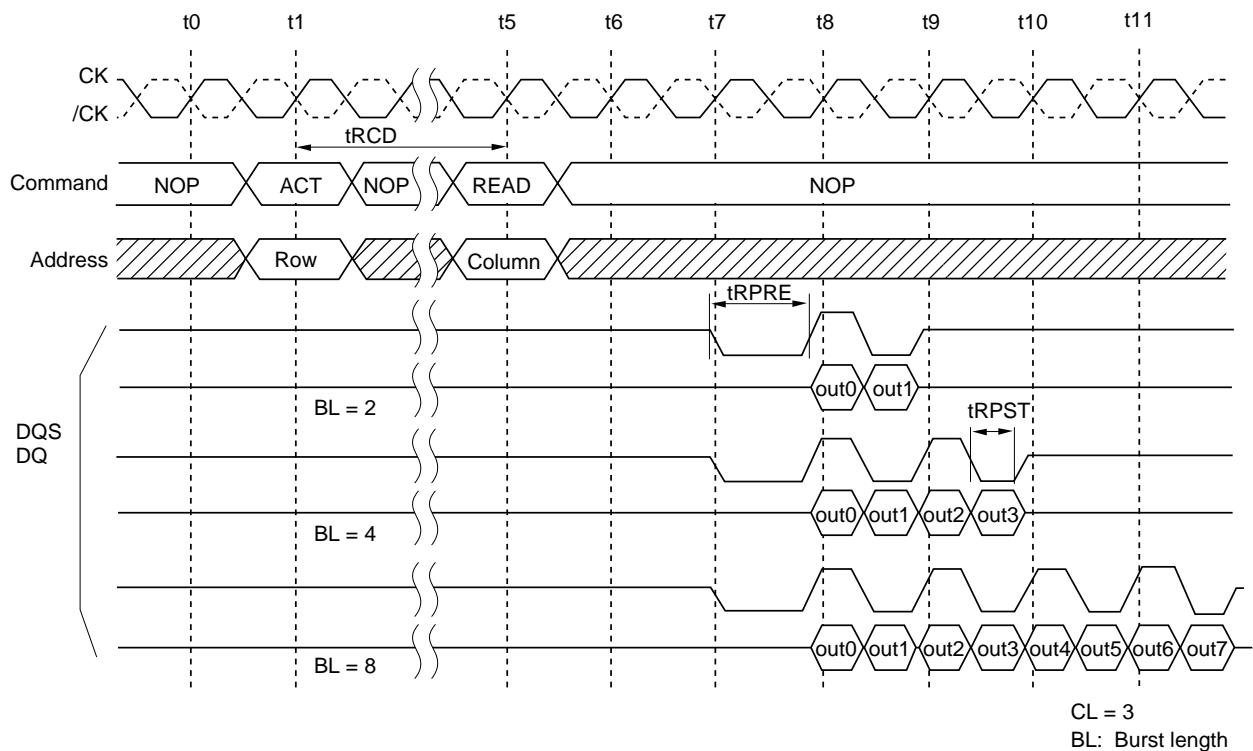 t0 t1 t5 t6 t7 t8 t9 t10 t11
CK
/CK
tRCD
Command NOP ACT NOP READ NOP
Address Row Column
tRPRE
out0 out1
BL = 2
tRPST
DQS
DQ
out0 out1 out2 out3
BL = 4
out0 out1 out2 out3 out4 out5 out6 out7
BL = 8
CL = 3
BL: Burst length